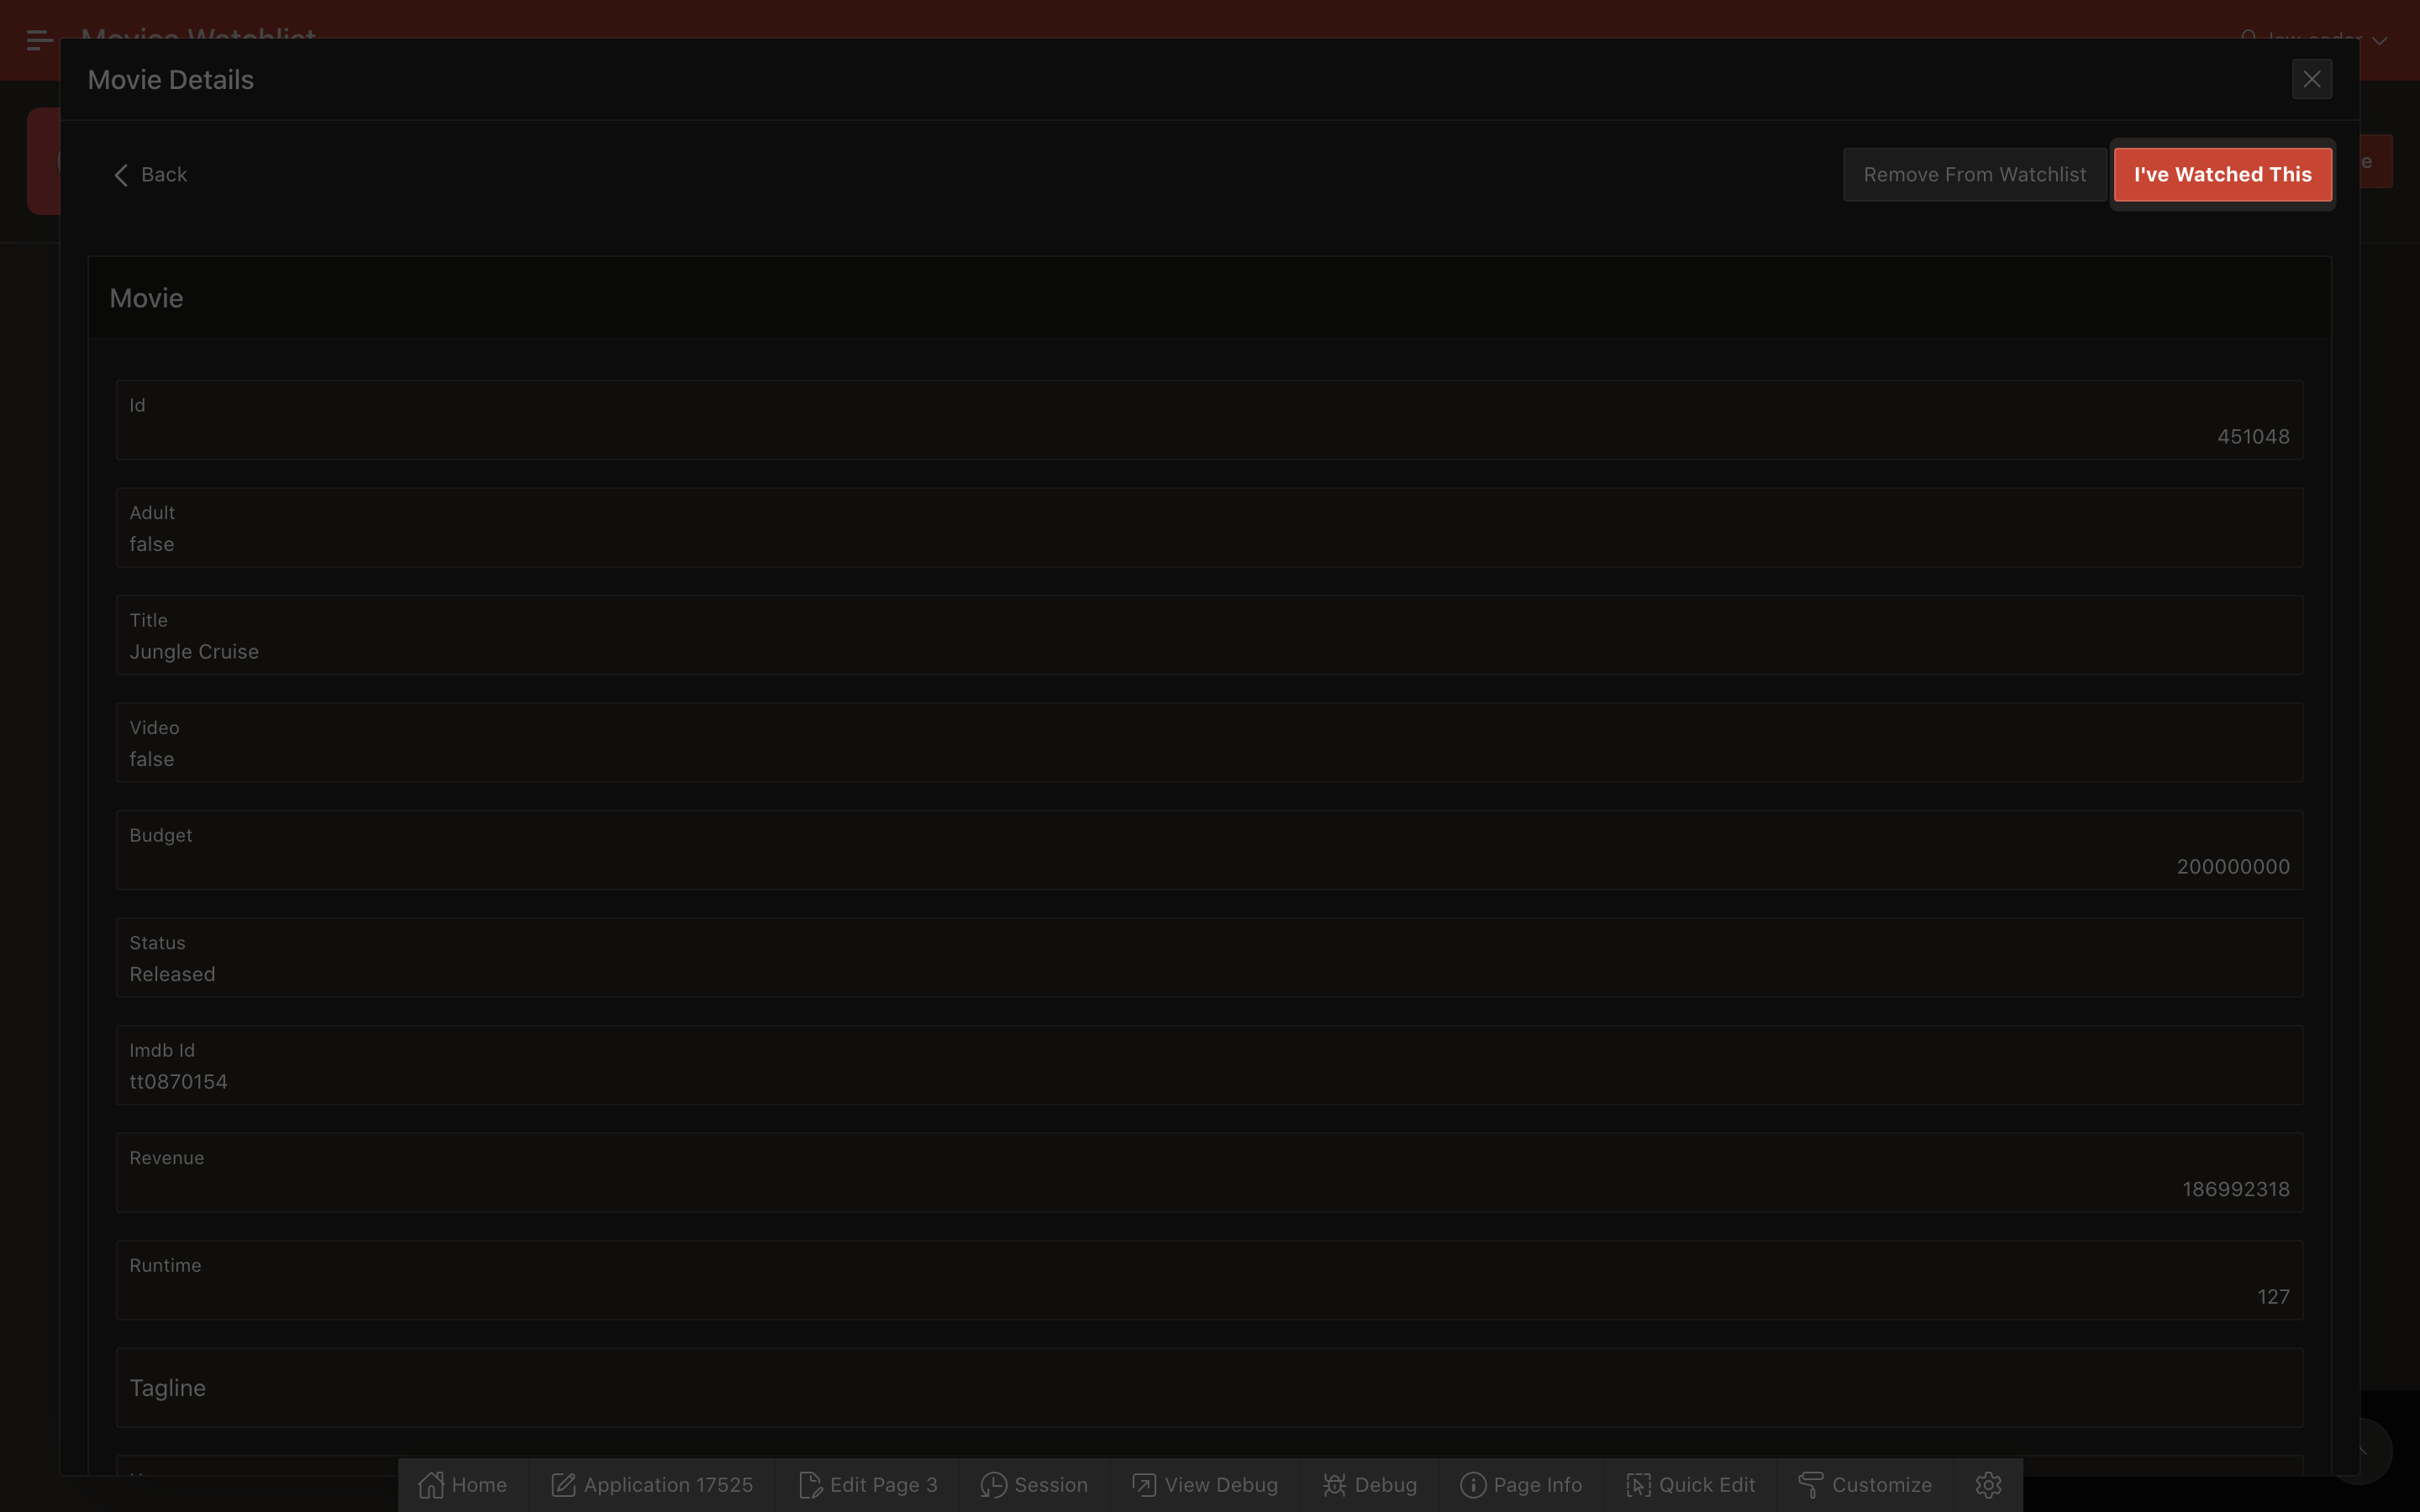 Movies Watchlist
low-coder
Movie Details
Back
Remove From Watchlist
I've Watched This
e
Movie
Id
451048
Adult
false
Title
Jungle Cruise
Video
false
Budget
200000000
Status
Released
Imdb Id
tt0870154
Revenue
186992318
Runtime
127
Tagline
Home
Application 17525
Edit Page 3
Session
View Debug
Debug
Page Info
Quick Edit
Customize